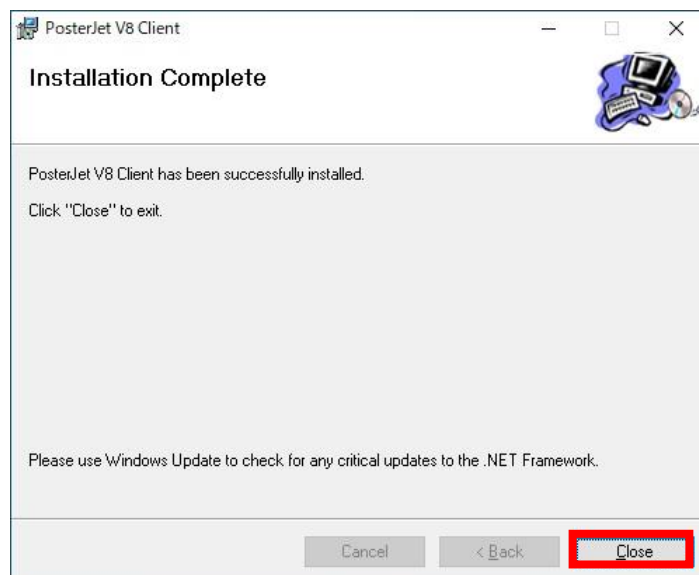 PosterJet V8 Client
Installation Complete
PosterJet V8 Client has been successfully installed.
Click "Close" to exit.
Please use Windows Update to check for any critical updates to the .NET Framework.
Cancel
< Back
Close